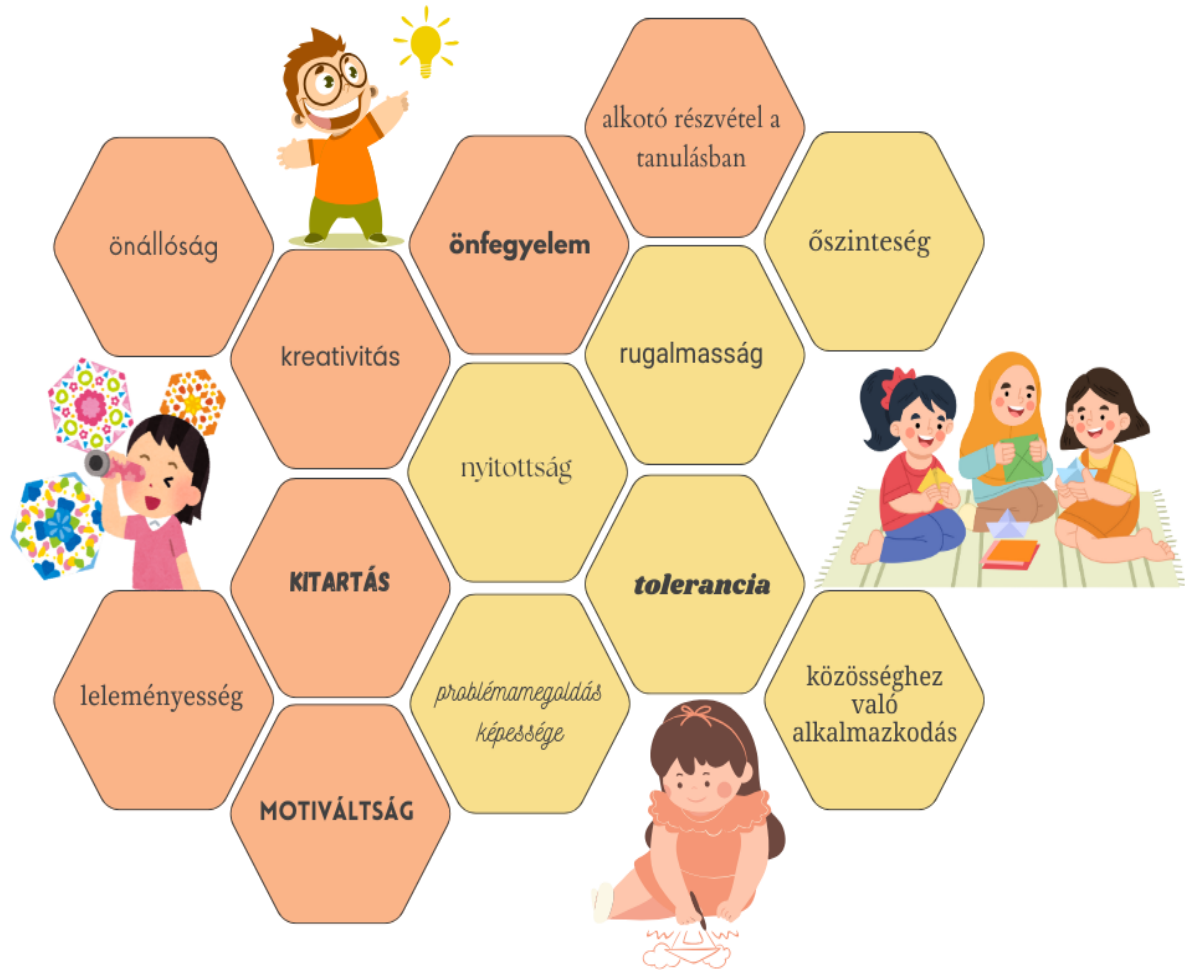 alkotó részvétel a
tanulásban
önállóság
önfegyelem
őszinteség
kreativitás
rugalmasság
nyitottság
KITARTÁS
tolerancia
leleményesség
problémamegoldás
képessége
közösséghez
való
alkalmazkodás
MOTIVÁLTSÁG